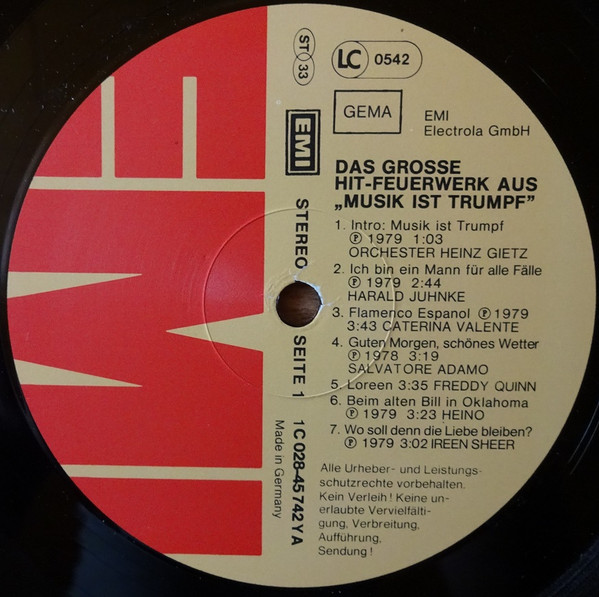 ST 33
LC 0542
GEMA
EMI
Electrola GmbH
EMI
DAS GROSSE
HIT-FEUERWERK AUS
„MUSIK IST TRUMPF”
1. Intro: Musik ist Trumpf
Ⓟ 1979 1:03
ORCHESTER HEINZ GIETZ
2. Ich bin ein Mann für alle Fälle
Ⓟ 1979 2:44
HARALD JUHNKE
3. Flamenco Espanol Ⓟ 1979
3:43 CATERINA VALENTE
4. Guten Morgen, schönes Wetter
Ⓟ 1978 3:19
SALVATORE ADAMO
5. Loreen 3:35 FREDDY QUINN
6. Beim alten Bill in Oklahoma
Ⓟ 1979 3:23 HEINO
7. Wo soll denn die Liebe bleiben?
Ⓟ 1979 3:02 IREEN SHEER
Alle Urheber- und Leistungs-
schutzrechte vorbehalten.
Kein Verleih! Keine un-
erlaubte Vervielfälti-
gung, Verbreitung,
Aufführung,
Sendung!
STEREO SEITE 1 1C 028-45 742 Y A
Made in Germany
EMI